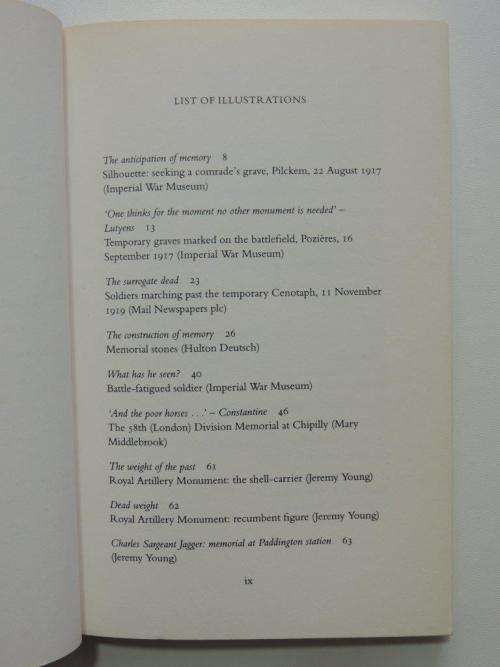 LIST OF ILLUSTRATIONS
The anticipation of memory 8
Silhouette: seeking a comrade's grave, Pilckem, 22 August 1917
(Imperial War Museum)
'One thinks for the moment no other monument is needed' –
Lutyens 13
Temporary graves marked on the battlefield, Pozières, 16
September 1917 (Imperial War Museum)
The surrogate dead 23
Soldiers marching past the temporary Cenotaph, 11 November
1919 (Mail Newspapers plc)
The construction of memory 26
Memorial stones (Hulton Deutsch)
What has he seen? 40
Battle-fatigued soldier (Imperial War Museum)
'And the poor horses . . .' – Constantine 46
The 58th (London) Division Memorial at Chipilly (Mary
Middlebrook)
The weight of the past 61
Royal Artillery Monument: the shell-carrier (Jeremy Young)
Dead weight 62
Royal Artillery Monument: recumbent figure (Jeremy Young)
Charles Sargeant Jagger: memorial at Paddington station 63
(Jeremy Young)
ix